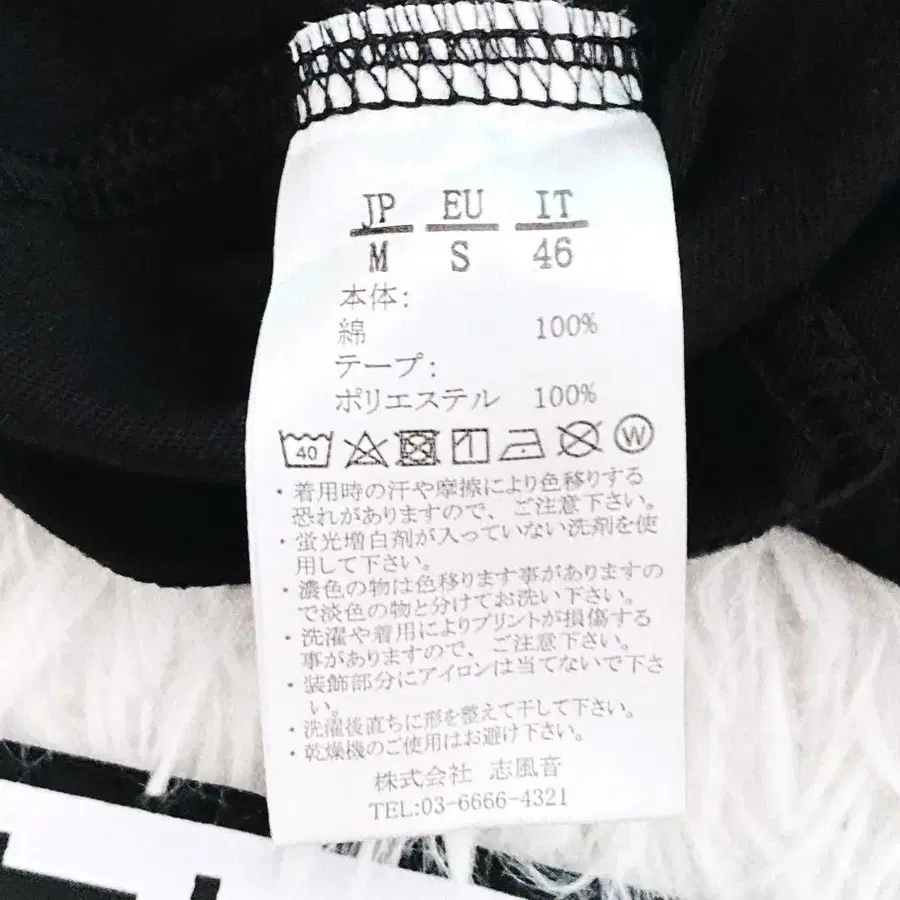 JP EU IT
M S 46
本体:
綿 100%
テープ:
ポリエステル 100%
40 W
・着用時の汗や摩擦により色移りする
恐れがありますので、ご注意下さい。
・蛍光増白剤が入っていない洗剤を使
用して下さい。
・濃色の物は色移ります事がありますの
で淡色の物と分けてお洗い下さい。
・洗濯や着用によりプリントが損傷する
事がありますので、ご注意下さい。
・装飾部分にアイロンは当てないで下さ
い。
・洗濯後直ちに形を整えて干して下さい。
・乾燥機のご使用はお避け下さい。
株式会社 志風音
TEL:03-6666-4321